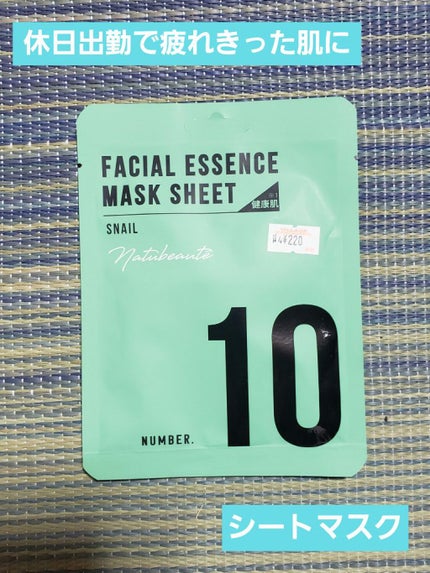 休日出勤で疲れきった肌に
FACIAL ESSENCE
MASK SHEET
健康肌
SNAIL
Natubeauté
¥220
NUMBER.
10
シートマスク